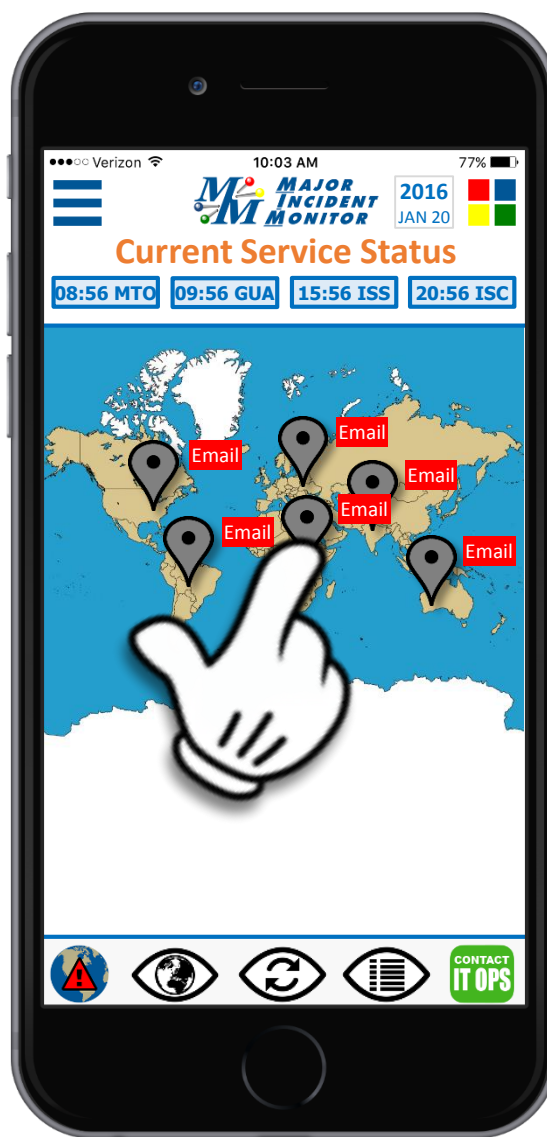 Verizon 10:03 AM 77%
MM MAJOR INCIDENT MONITOR
2016
JAN 20
Current Service Status
08:56 MTO 09:56 GUA 15:56 ISS 20:56 ISC
Email
Email
Email
Email
Email
Email
CONTACT
IT OPS